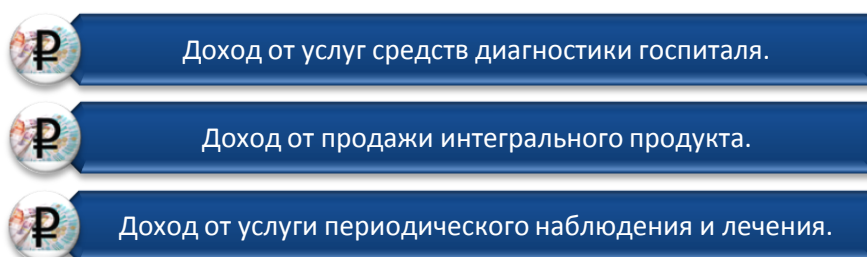 Доход от услуг средств диагностики госпиталя.
Доход от продажи интегрального продукта.
Доход от услуги периодического наблюдения и лечения.